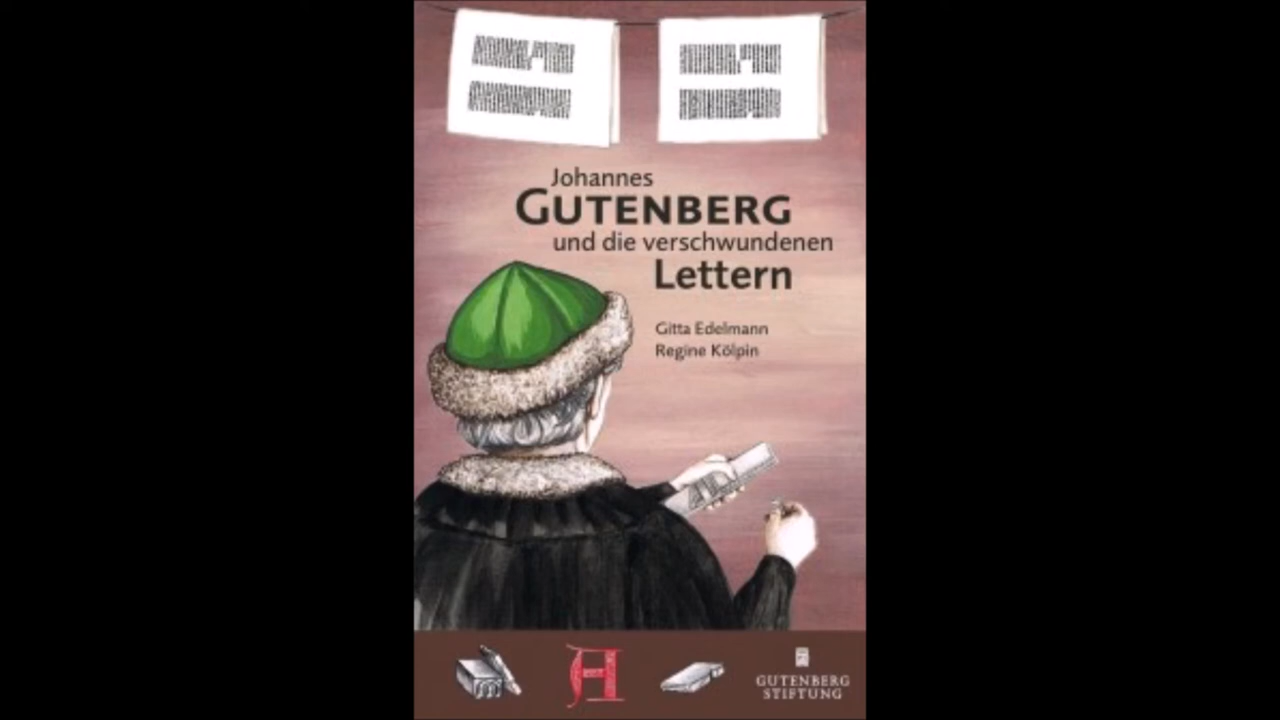 Johannes
GUTENBERG
und die verschwundenen
Lettern
Gitta Edelmann
Regine Kölpin
A
GUTENBERG
STIFTUNG